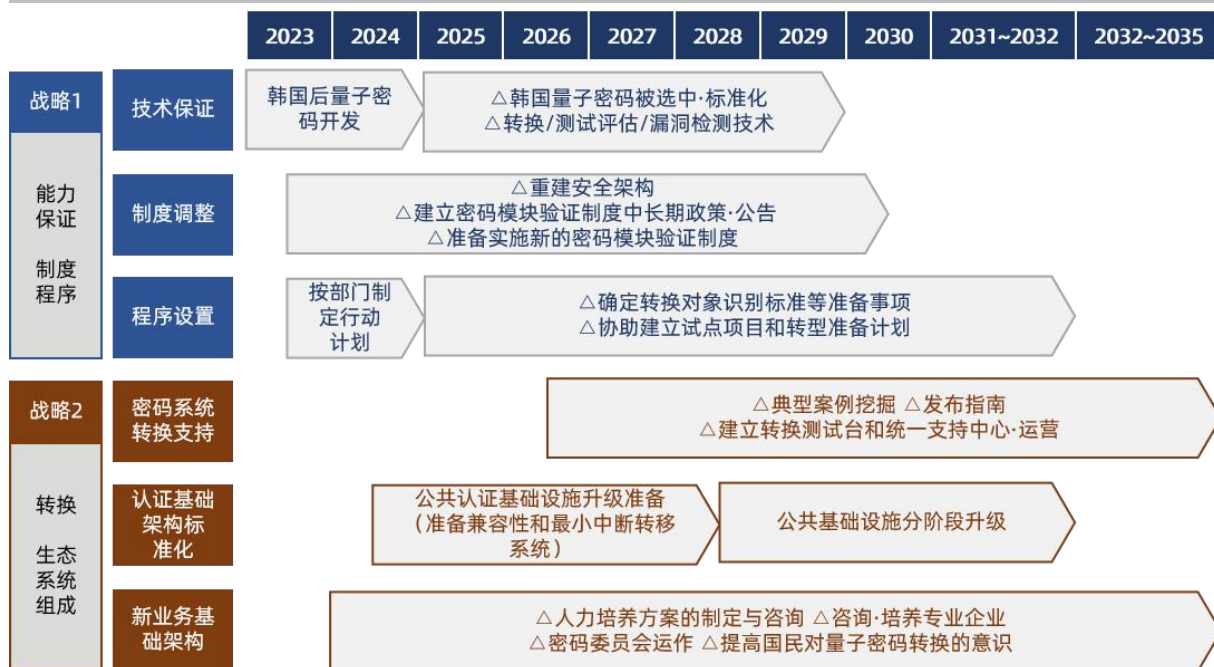 2023 2024 2025 2026 2027 2028 2029 2030 2031~2032 2032~2035
战略1
能力
保证
制度
程序
技术保证
韩国后量子密
码开发
△韩国量子密码被选中·标准化
△转换/测试评估/漏洞检测技术
制度调整
△重建安全架构
△建立密码模块验证制度中长期政策·公告
△准备实施新的密码模块验证制度
程序设置
按部门制
定行动
计划
△确定转换对象识别标准等准备事项
△协助建立试点项目和转型准备计划
战略2
转换
生态
系统
组成
密码系统
转换支持
△典型案例挖掘 △发布指南
△建立转换测试台和统一支持中心·运营
认证基础
架构标
准化
公共认证基础设施升级准备
(准备兼容性和最小中断转移
系统)
公共基础设施分阶段升级
新业务基
础架构
△人力培养方案的制定与咨询 △咨询·培养专业企业
△密码委员会运作 △提高国民对量子密码转换的意识